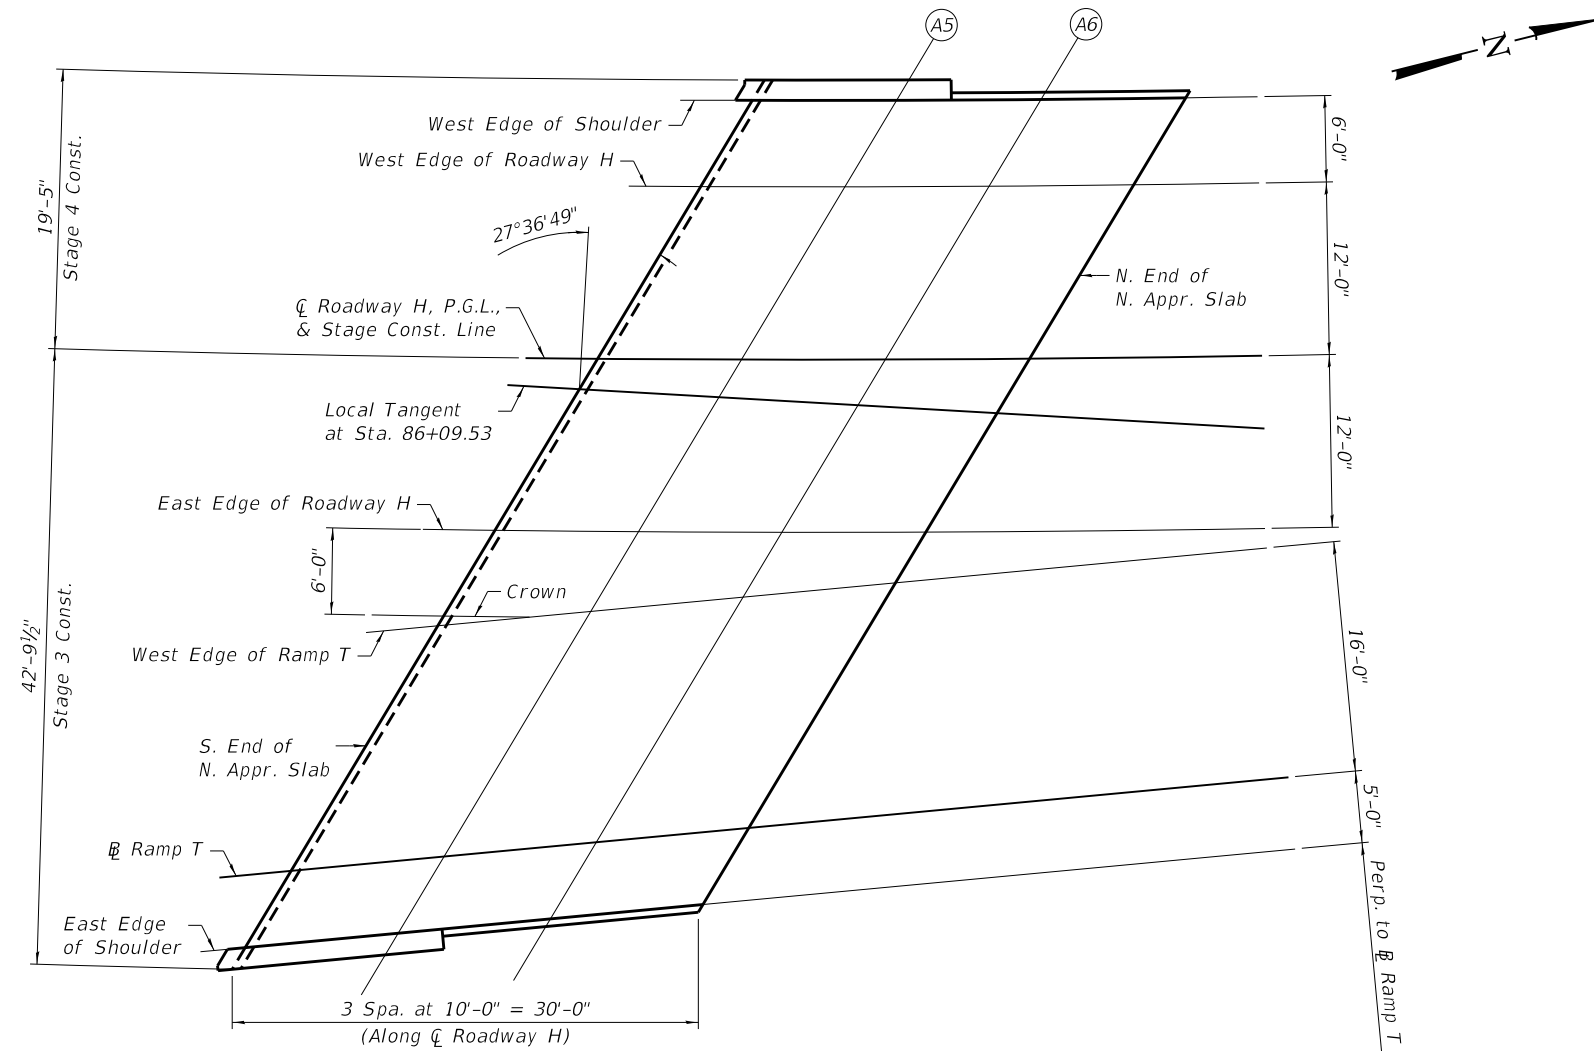 A5
A6
N
West Edge of Shoulder
West Edge of Roadway H
6'-0"
19'-5"
Stage 4 Const.
27°36'49"
12'-0"
N. End of
N. Appr. Slab
℄ Roadway H, P.G.L.,
& Stage Const. Line
Local Tangent
at Sta. 86+09.53
12'-0"
East Edge of Roadway H
6'-0"
Crown
42'-9½"
Stage 3 Const.
West Edge of Ramp T
16'-0"
S. End of
N. Appr. Slab
5'-0"
BL Ramp T
Perp. to BL Ramp T
East Edge
of Shoulder
3 Spa. at 10'-0" = 30'-0"
(Along ℄ Roadway H)